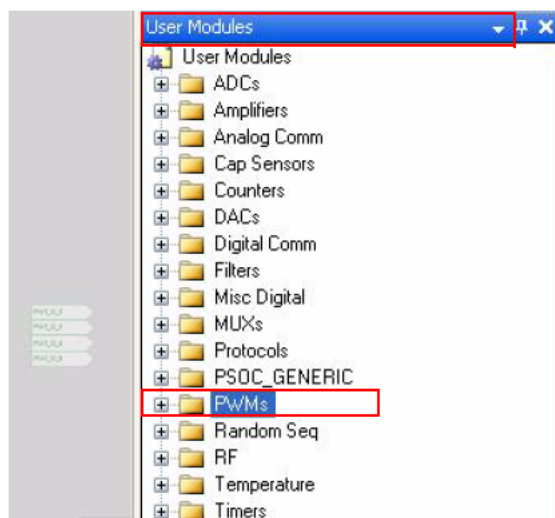 User Modules
User Modules
ADCs
Amplifiers
Analog Comm
Cap Sensors
Counters
DACs
Digital Comm
Filters
Misc Digital
MUXs
Protocols
PSOC_GENERIC
PWMs
Random Seq
RF
Temperature
Timers